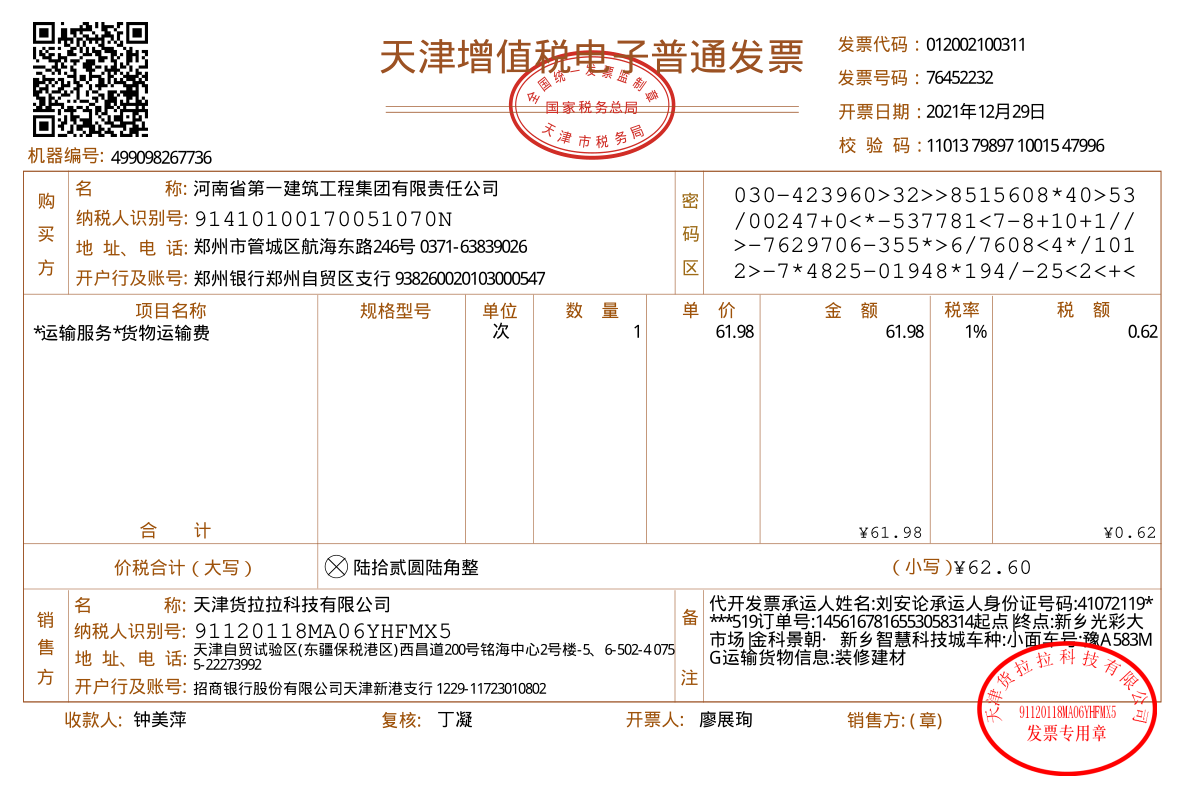 天津增值税电子普通发票
全国统一发票监制章
国家税务总局
天津市税务局
发票代码：012002100311
发票号码：76452232
开票日期：2021年12月29日
校 验 码：11013 79897 10015 47996
机器编号: 499098267736
购买方
名 称: 河南省第一建筑工程集团有限责任公司
纳税人识别号: 91410100170051070N
地 址、电 话: 郑州市管城区航海东路246号 0371-63839026
开户行及账号: 郑州银行郑州自贸区支行 938260020103000547
密码区
030-423960>32>>8515608*40>53
/00247+0<*-537781<7-8+10+1//
>-7629706-355*>6/7608<4*/101
2>-7*4825-01948*194/-25<2<+<
项目名称 规格型号 单位 数 量 单 价 金 额 税率 税 额
*运输服务*货物运输费 次 1 61.98 61.98 1% 0.62
合 计 ¥61.98 ¥0.62
价税合计（大写） 陆拾贰圆陆角整 （小写）¥62.60
销售方
名 称: 天津货拉拉科技有限公司
纳税人识别号: 91120118MA06YHFMX5
地 址、电 话: 天津自贸试验区(东疆保税港区)西昌道200号铭海中心2号楼-5、6-502-4 075
5-22273992
开户行及账号: 招商银行股份有限公司天津新港支行 1229-11723010802
备注
代开发票承运人姓名:刘安论承运人身份证号码:41072119*
***519订单号:1456167816553058314起点|终点:新乡光彩大
市场|金科景朝· 新乡智慧科技城车种:小面车号:豫A583M
G运输货物信息:装修建材
收款人: 钟美萍 复核: 丁凝 开票人: 廖展珣 销售方: ( 章)
天津货拉拉科技有限公司
91120118MA06YHFMX5
发票专用章